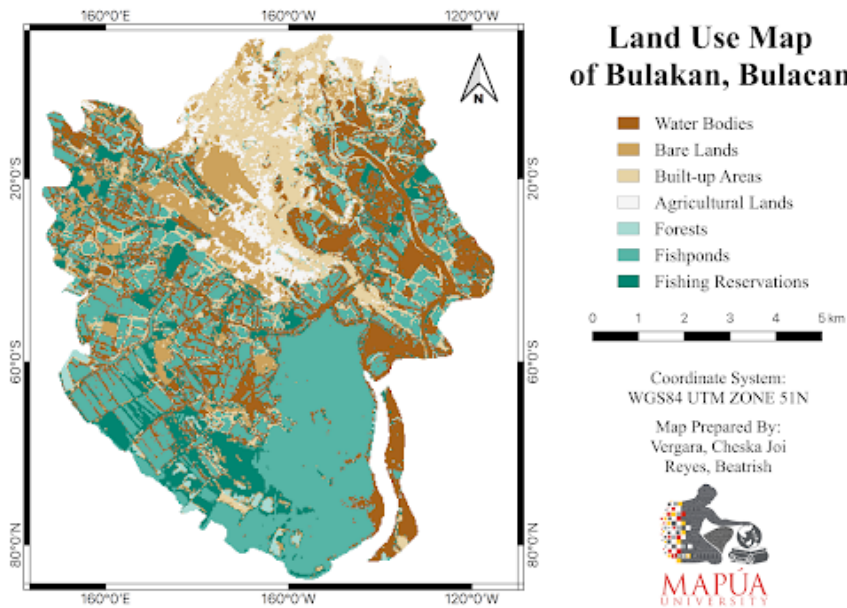 160°0'E 160°0'W 120°0'W
Land Use Map
of Bulakan, Bulacan
N
Water Bodies
Bare Lands
Built-up Areas
Agricultural Lands
Forests
Fishponds
Fishing Reservations
20°0'S 20°0'S
0 1 2 3 4 5 km
60°0'S 60°0'S
Coordinate System:
WGS84 UTM ZONE 51N
Map Prepared By:
Vergara, Cheska Joi
Reyes, Beatrish
80°0'N 80°0'N
160°0'E 160°0'W 120°0'W
MAPÚA
UNIVERSITY